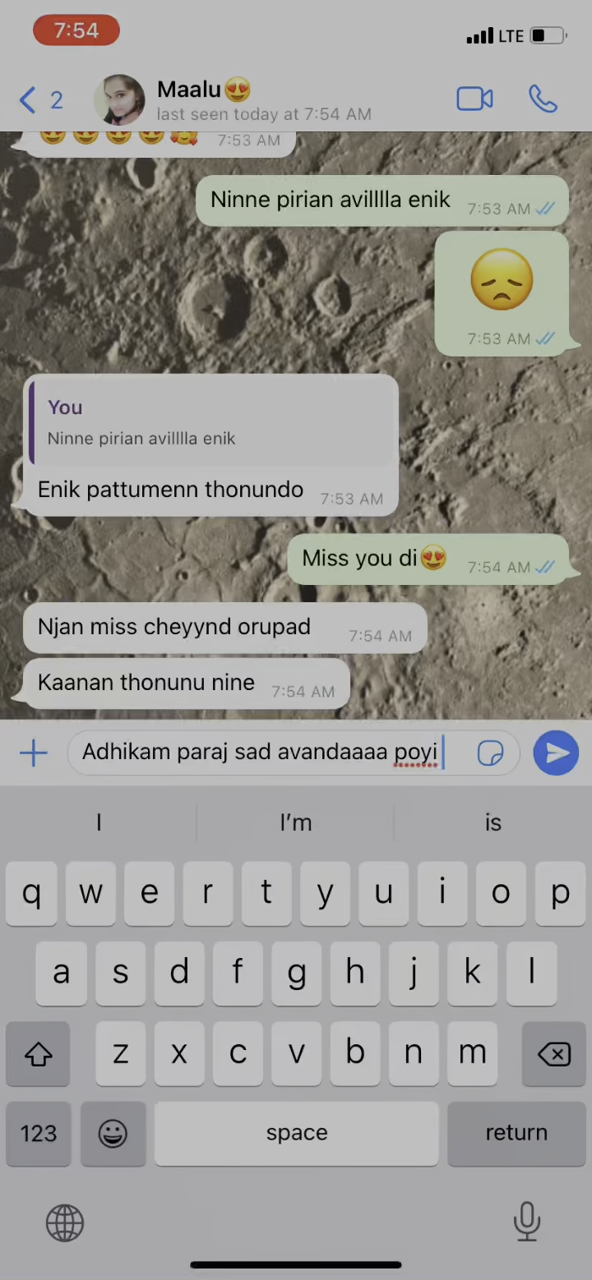 7:54
LTE
2
Maalu😍
last seen today at 7:54 AM
😍😍😍😍🥰 7:53 AM
Ninne pirian avilllla enik 7:53 AM
😞
7:53 AM
You
Ninne pirian avilllla enik
Enik pattumenn thonundo 7:53 AM
Miss you di😍 7:54 AM
Njan miss cheyynd orupad 7:54 AM
Kaanan thonunu nine 7:54 AM
Adhikam paraj sad avandaaaa poyi
I I'm is
q w e r t y u i o p
a s d f g h j k l
z x c v b n m
123 space return